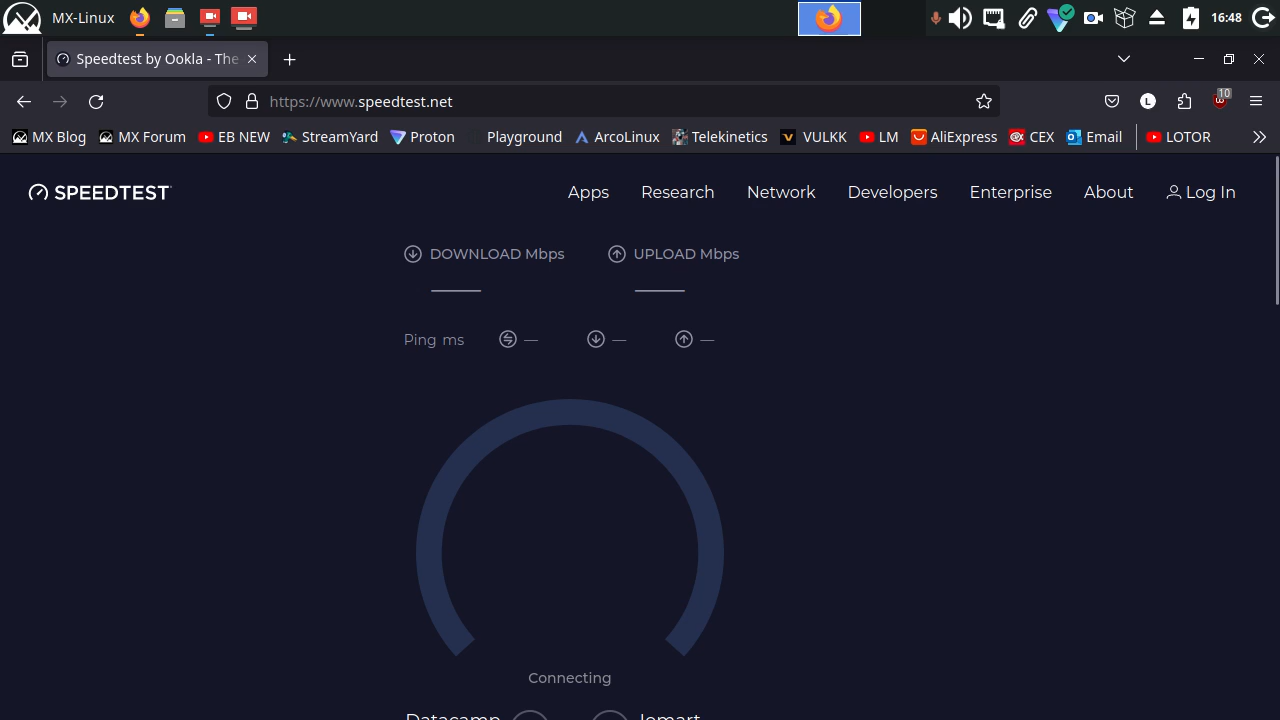 MX-Linux
16:48
Speedtest by Ookla - The
https://www.speedtest.net
L
10
MX Blog MX Forum EB NEW StreamYard Proton Playground ArcoLinux Telekinetics VULKK LM AliExpress CEX Email LOTOR
SPEEDTEST
Apps Research Network Developers Enterprise About Log In
DOWNLOAD Mbps UPLOAD Mbps
Ping ms — — —
Connecting
Datacamp Iomart